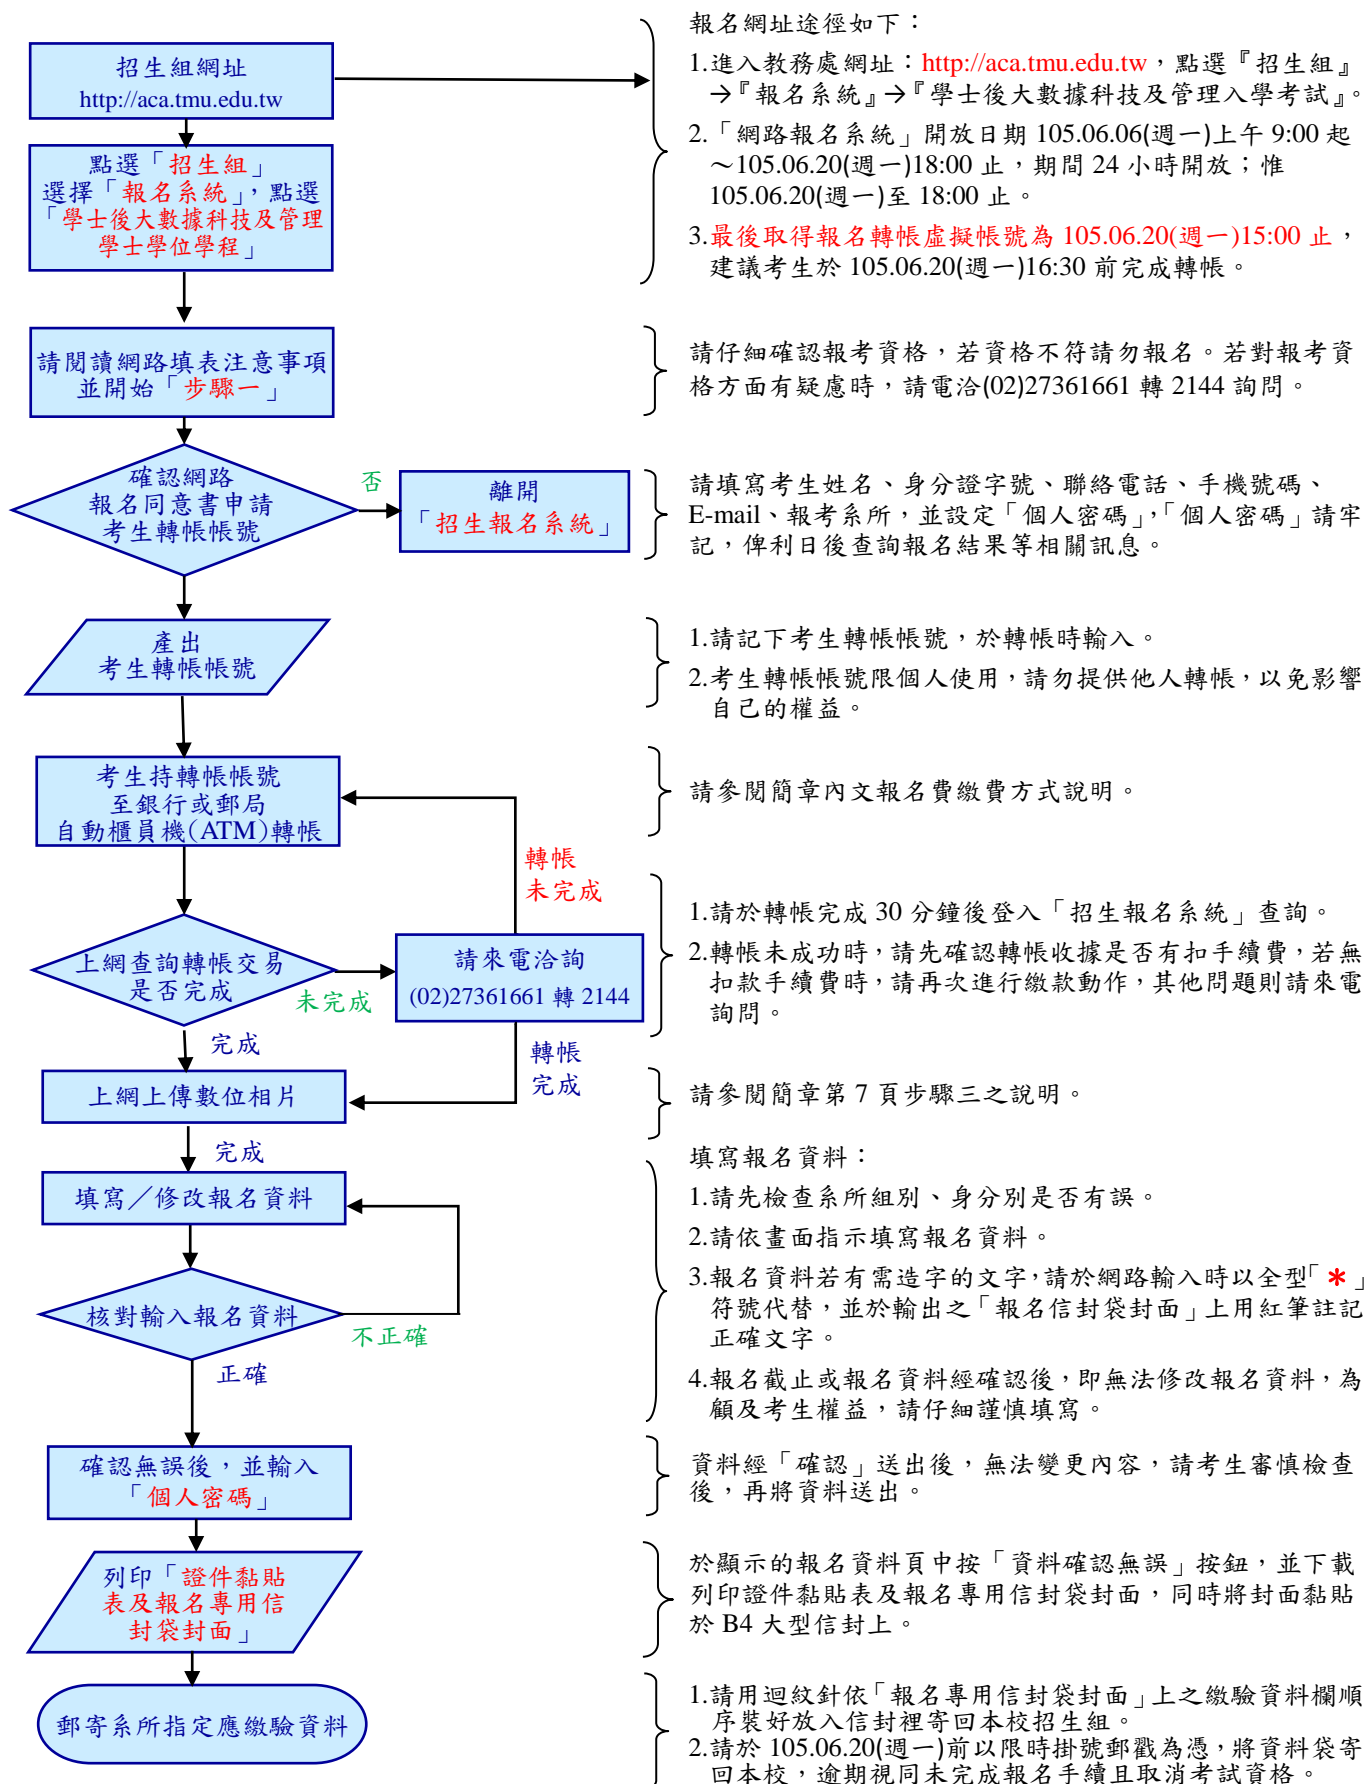 招生組網址
http://aca.tmu.edu.tw
點選「招生組」
選擇「報名系統」，點選
「學士後大數據科技及管理
學士學位學程」
請閱讀網路填表注意事項
並開始「步驟一」
確認網路
報名同意書申請
考生轉帳帳號
否
離開
「招生報名系統」
產出
考生轉帳帳號
考生持轉帳帳號
至銀行或郵局
自動櫃員機(ATM)轉帳
轉帳
未完成
上網查詢轉帳交易
是否完成
未完成
請來電洽詢
(02)27361661 轉 2144
完成
轉帳
完成
上網上傳數位相片
完成
填寫／修改報名資料
核對輸入報名資料
不正確
正確
確認無誤後，並輸入
「個人密碼」
列印「證件黏貼
表及報名專用信
封袋封面」
郵寄系所指定應繳驗資料
報名網址途徑如下：
1.進入教務處網址：http://aca.tmu.edu.tw，點選『招生組』
→『報名系統』→『學士後大數據科技及管理入學考試』。
2.「網路報名系統」開放日期 105.06.06(週一)上午 9:00 起
～105.06.20(週一)18:00 止，期間 24 小時開放；惟
105.06.20(週一)至 18:00 止。
3.最後取得報名轉帳虛擬帳號為 105.06.20(週一)15:00 止，
建議考生於 105.06.20(週一)16:30 前完成轉帳。
請仔細確認報考資格，若資格不符請勿報名。若對報考資
格方面有疑慮時，請電洽(02)27361661 轉 2144 詢問。
請填寫考生姓名、身分證字號、聯絡電話、手機號碼、
E-mail、報考系所，並設定「個人密碼」，「個人密碼」請牢
記，俾利日後查詢報名結果等相關訊息。
1.請記下考生轉帳帳號，於轉帳時輸入。
2.考生轉帳帳號限個人使用，請勿提供他人轉帳，以免影響
自己的權益。
請參閱簡章內文報名費繳費方式說明。
1.請於轉帳完成 30 分鐘後登入「招生報名系統」查詢。
2.轉帳未成功時，請先確認轉帳收據是否有扣手續費，若無
扣款手續費時，請再次進行繳款動作，其他問題則請來電
詢問。
請參閱簡章第 7 頁步驟三之說明。
填寫報名資料：
1.請先檢查系所組別、身分別是否有誤。
2.請依畫面指示填寫報名資料。
3.報名資料若有需造字的文字，請於網路輸入時以全型「＊」
符號代替，並於輸出之「報名信封袋封面」上用紅筆註記
正確文字。
4.報名截止或報名資料經確認後，即無法修改報名資料，為
顧及考生權益，請仔細謹慎填寫。
資料經「確認」送出後，無法變更內容，請考生審慎檢查
後，再將資料送出。
於顯示的報名資料頁中按「資料確認無誤」按鈕，並下載
列印證件黏貼表及報名專用信封袋封面，同時將封面黏貼
於 B4 大型信封上。
1.請用迴紋針依「報名專用信封袋封面」上之繳驗資料欄順
序裝好放入信封裡寄回本校招生組。
2.請於 105.06.20(週一)前以限時掛號郵戳為憑，將資料袋寄
回本校，逾期視同未完成報名手續且取消考試資格。